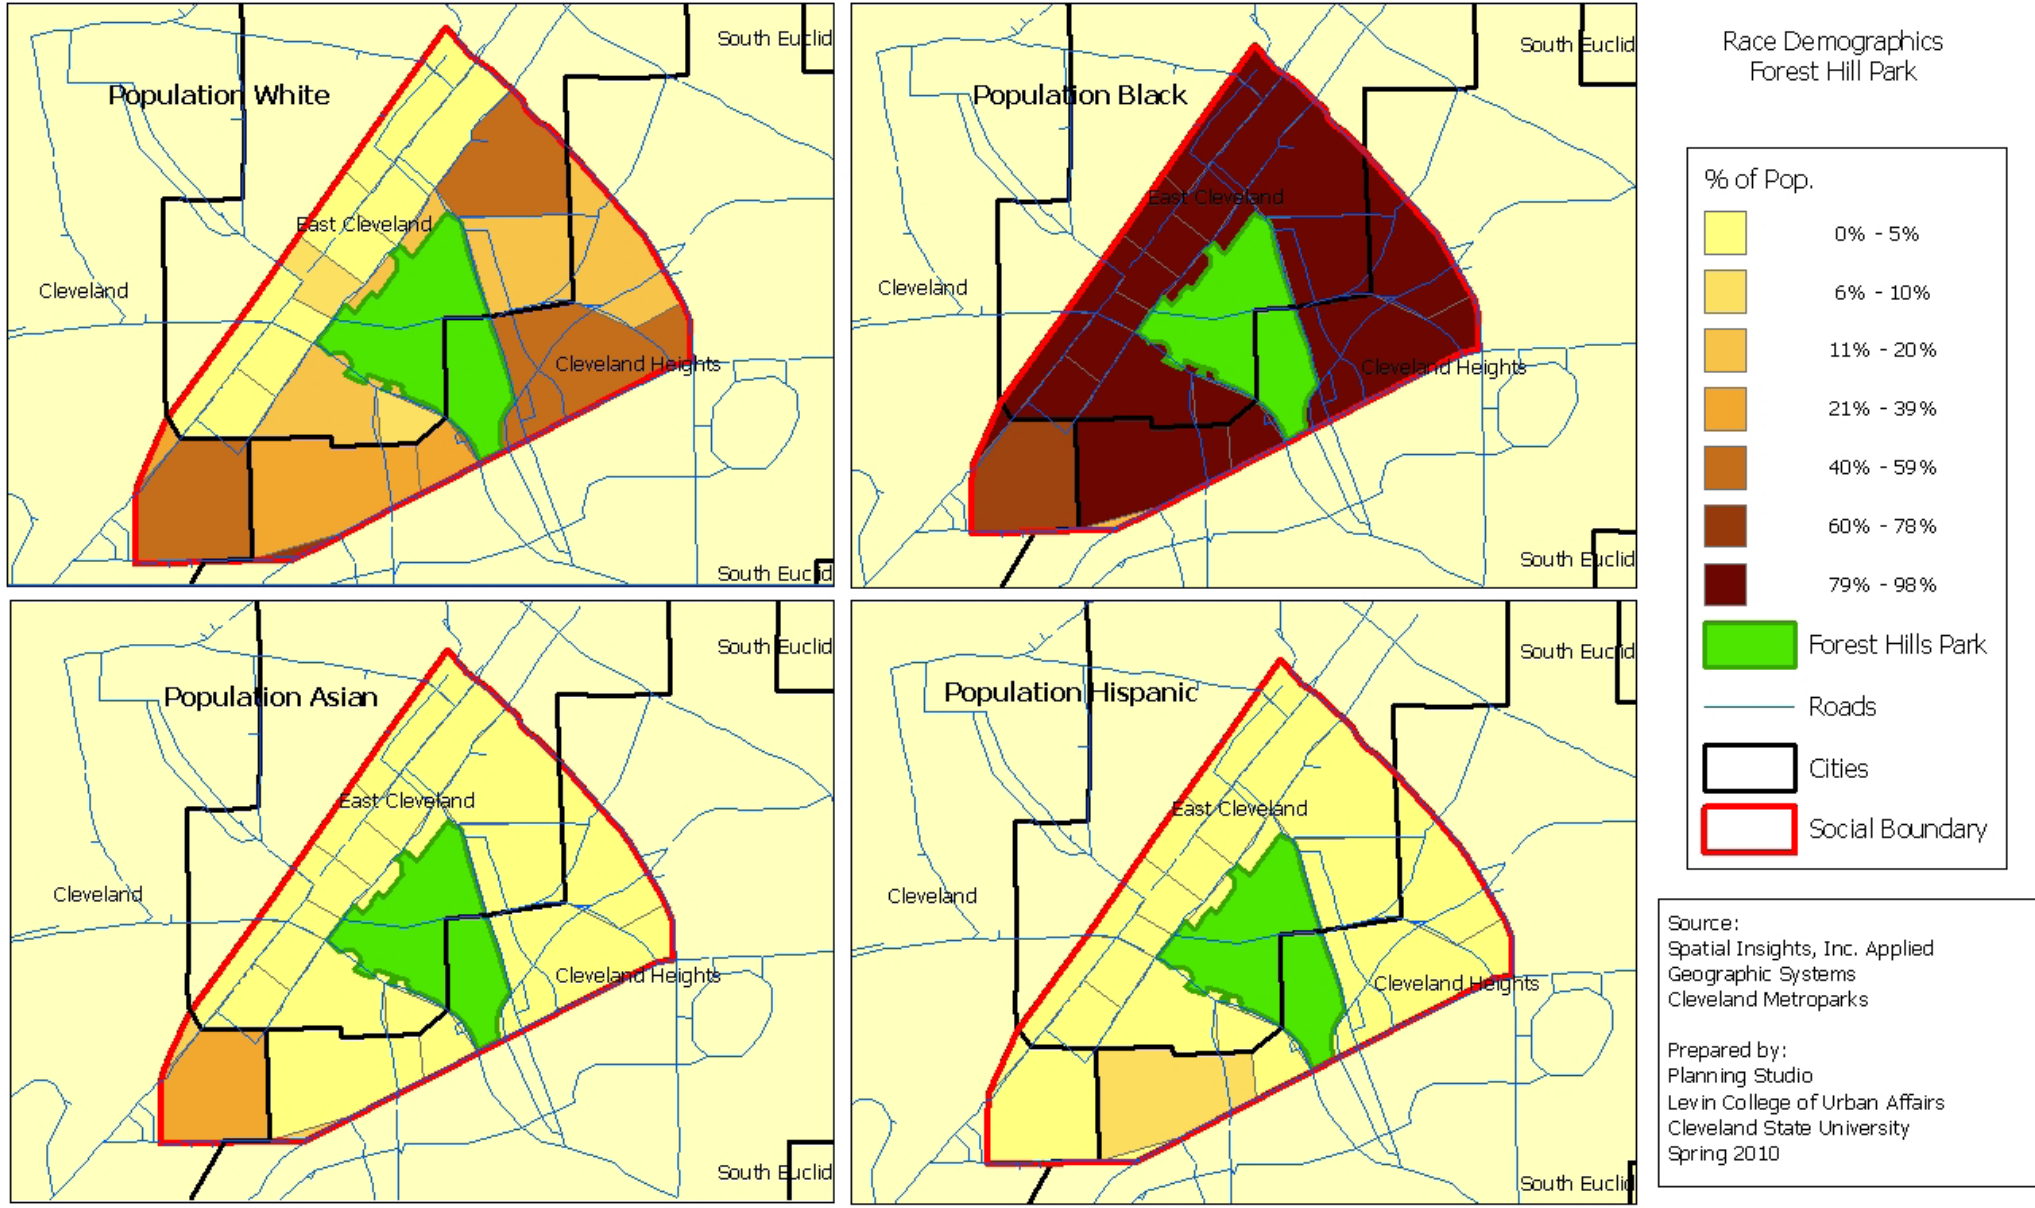 Population White
South Euclid
East Cleveland
Cleveland
Cleveland Heights
South Euclid
Population Black
South Euclid
East Cleveland
Cleveland
Cleveland Heights
South Euclid
Population Asian
South Euclid
East Cleveland
Cleveland
Cleveland Heights
South Euclid
Population Hispanic
South Euclid
East Cleveland
Cleveland
Cleveland Heights
South Euclid
Race Demographics
Forest Hill Park
% of Pop.
0% - 5%
6% - 10%
11% - 20%
21% - 39%
40% - 59%
60% - 78%
79% - 98%
Forest Hills Park
Roads
Cities
Social Boundary
Source:
Spatial Insights, Inc. Applied
Geographic Systems
Cleveland Metroparks
Prepared by:
Planning Studio
Levin College of Urban Affairs
Cleveland State University
Spring 2010